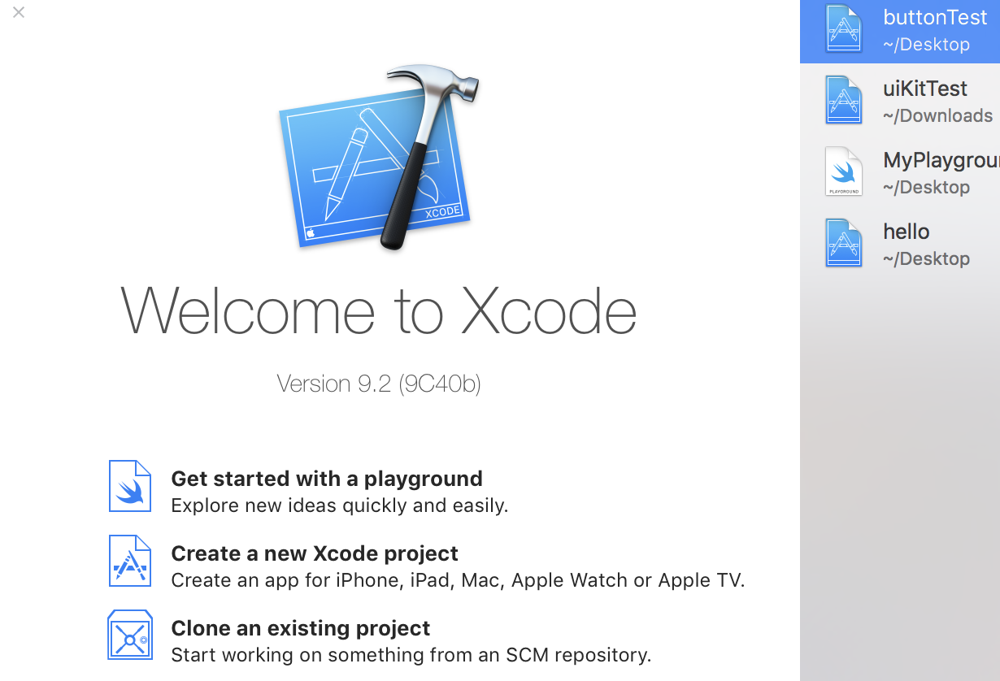 XCODE
Welcome to Xcode
Version 9.2 (9C40b)
Get started with a playground
Explore new ideas quickly and easily.
Create a new Xcode project
Create an app for iPhone, iPad, Mac, Apple Watch or Apple TV.
Clone an existing project
Start working on something from an SCM repository.
buttonTest
~/Desktop
uiKitTest
~/Downloads
PLAYGROUND
MyPlaygrou
~/Desktop
hello
~/Desktop